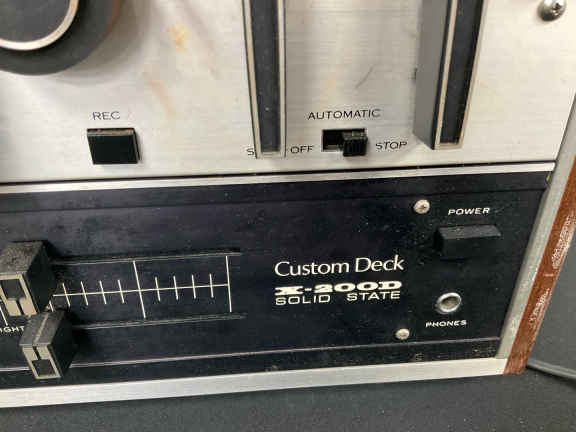 REC
AUTOMATIC
OFF
STOP
POWER
Custom Deck
X-200D
SOLID STATE
PHONES